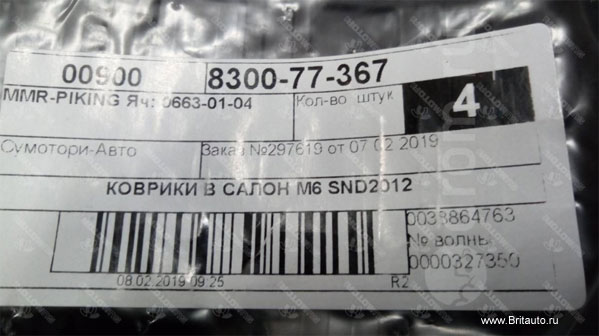 00900 8300-77-367
MMR-PIKING Яч: 0663-01-04 Кол-во штук 4
Сумотори-Авто Заказ №297619 от 07 02 2019
КОВРИКИ В САЛОН M6 SND2012
0038864763
№ волны
0000327350
08.02.2019 09:25 R2
www.Britauto.ru